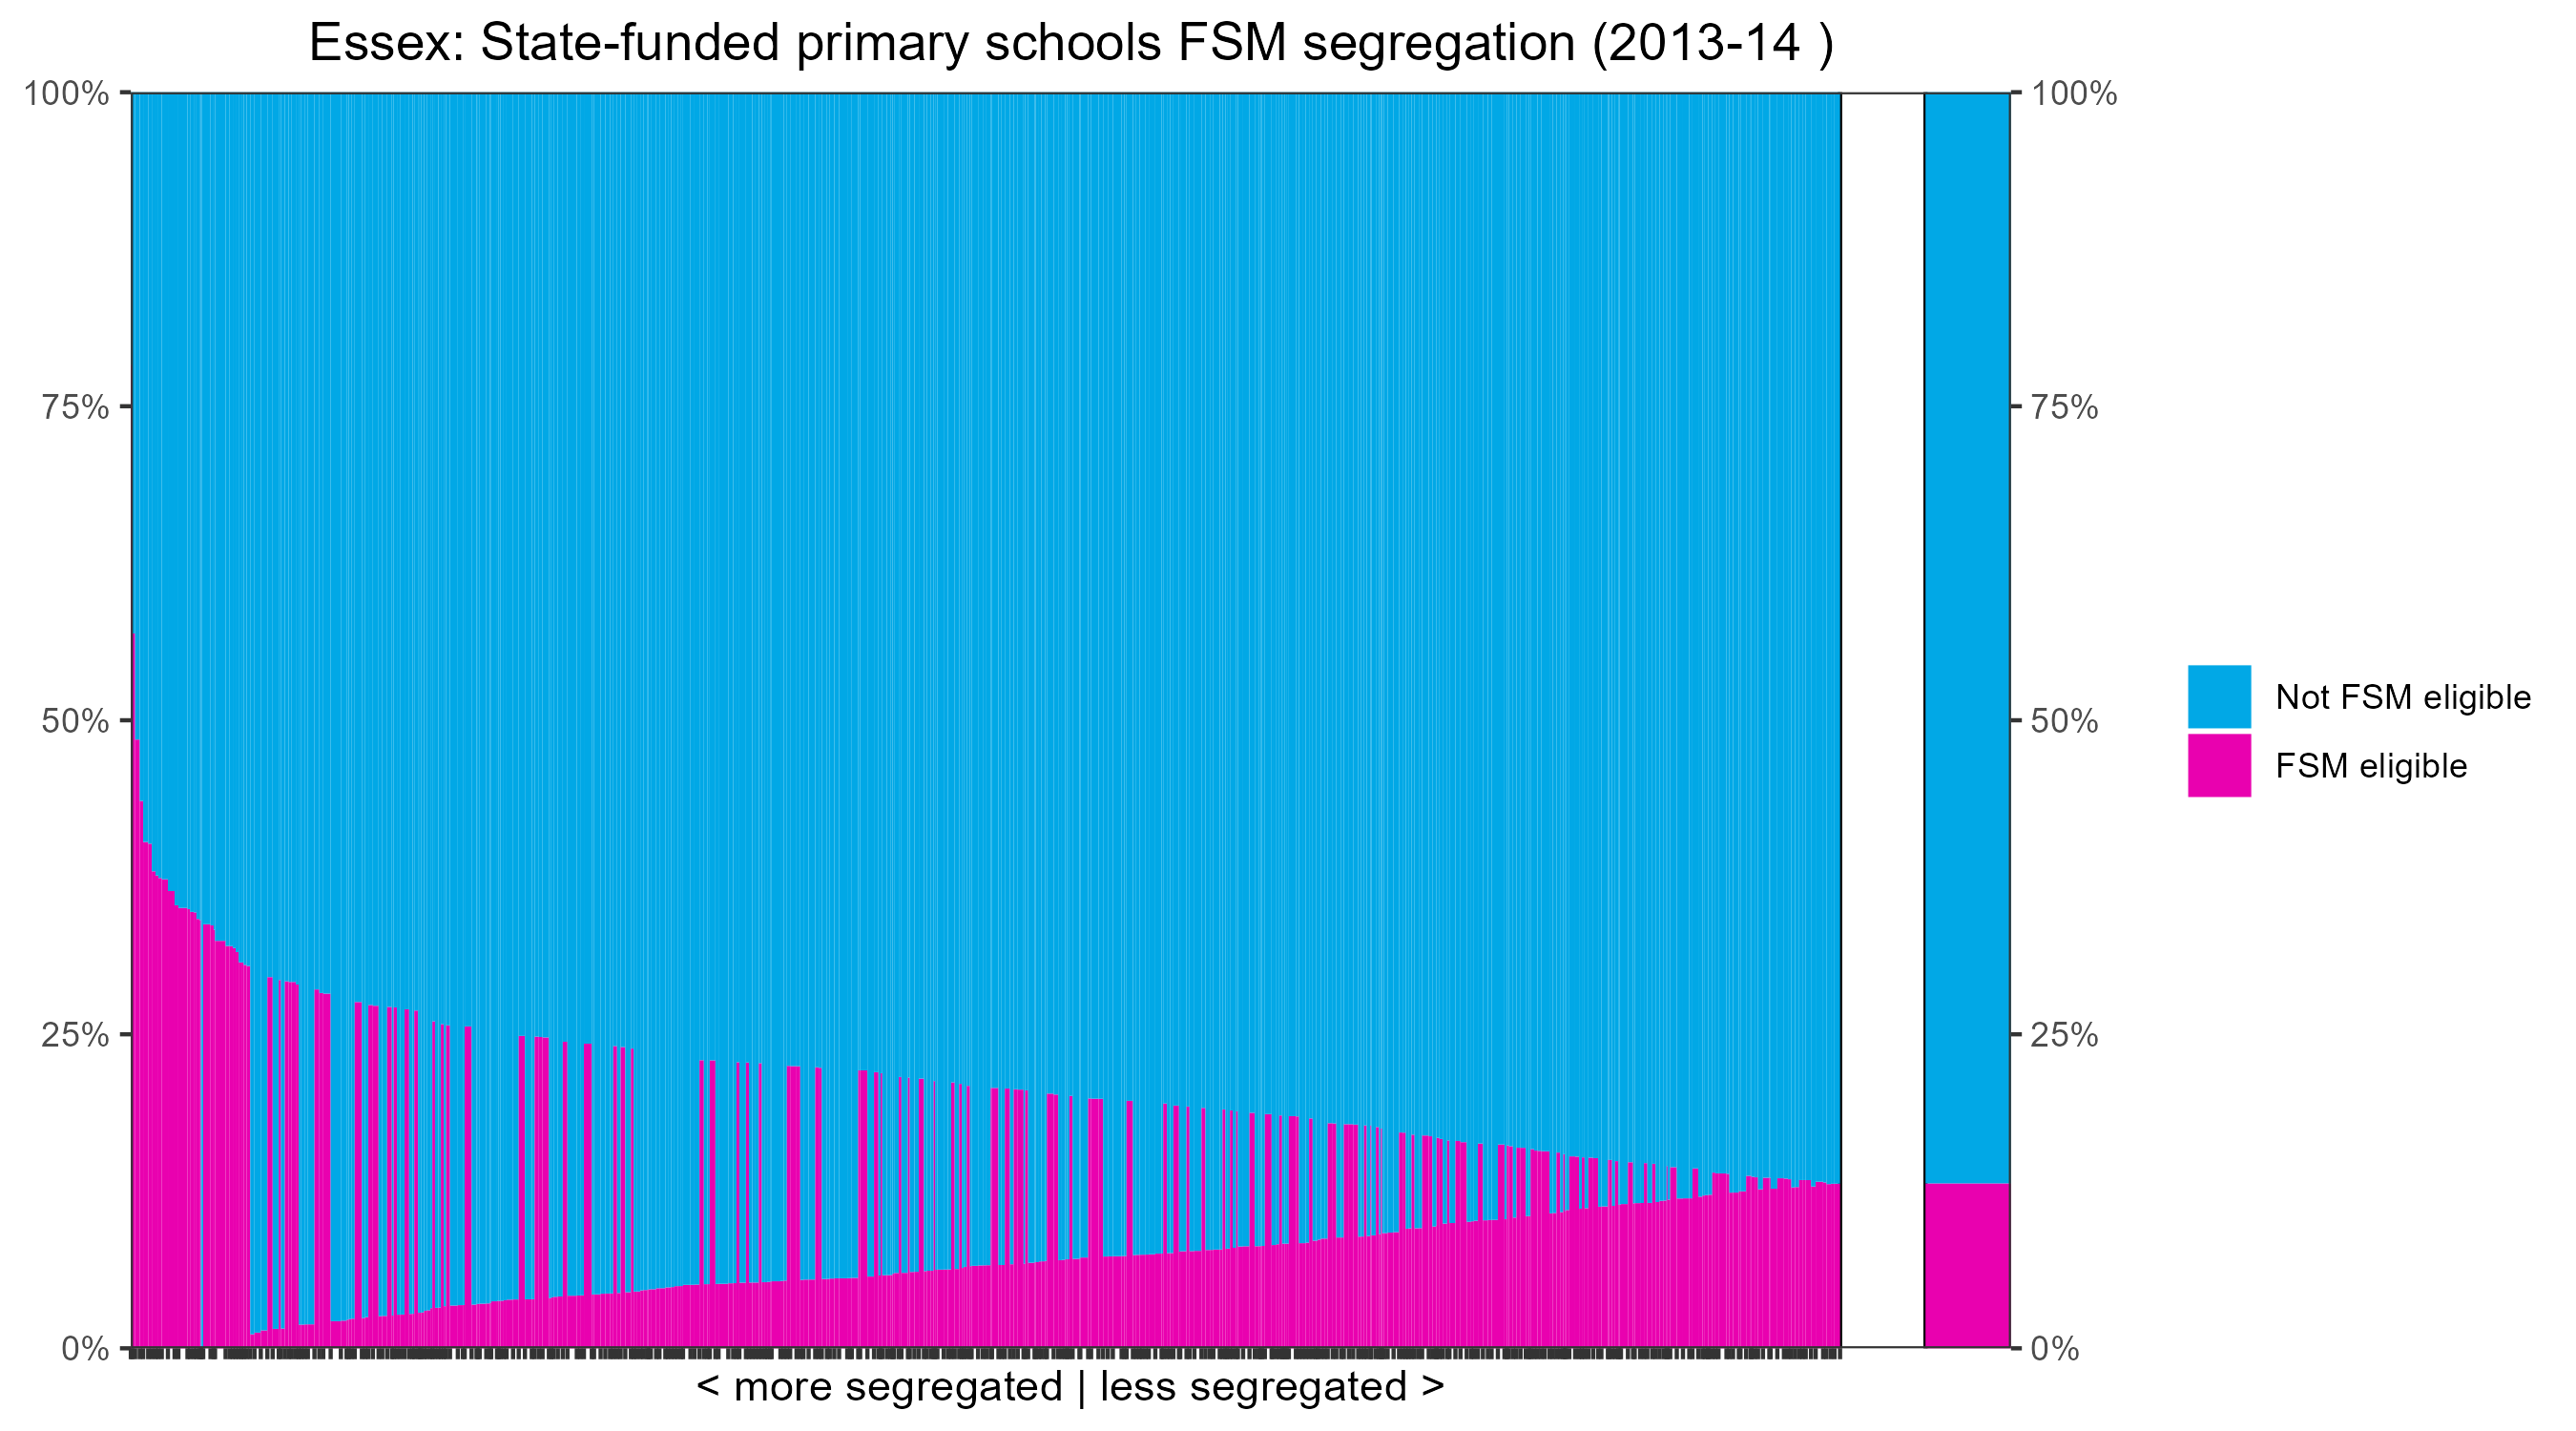 Essex: State-funded primary schools FSM segregation (2013-14 )
100%
75%
50%
25%
0%
100%
75%
50%
25%
0%
Not FSM eligible
FSM eligible
< more segregated | less segregated >